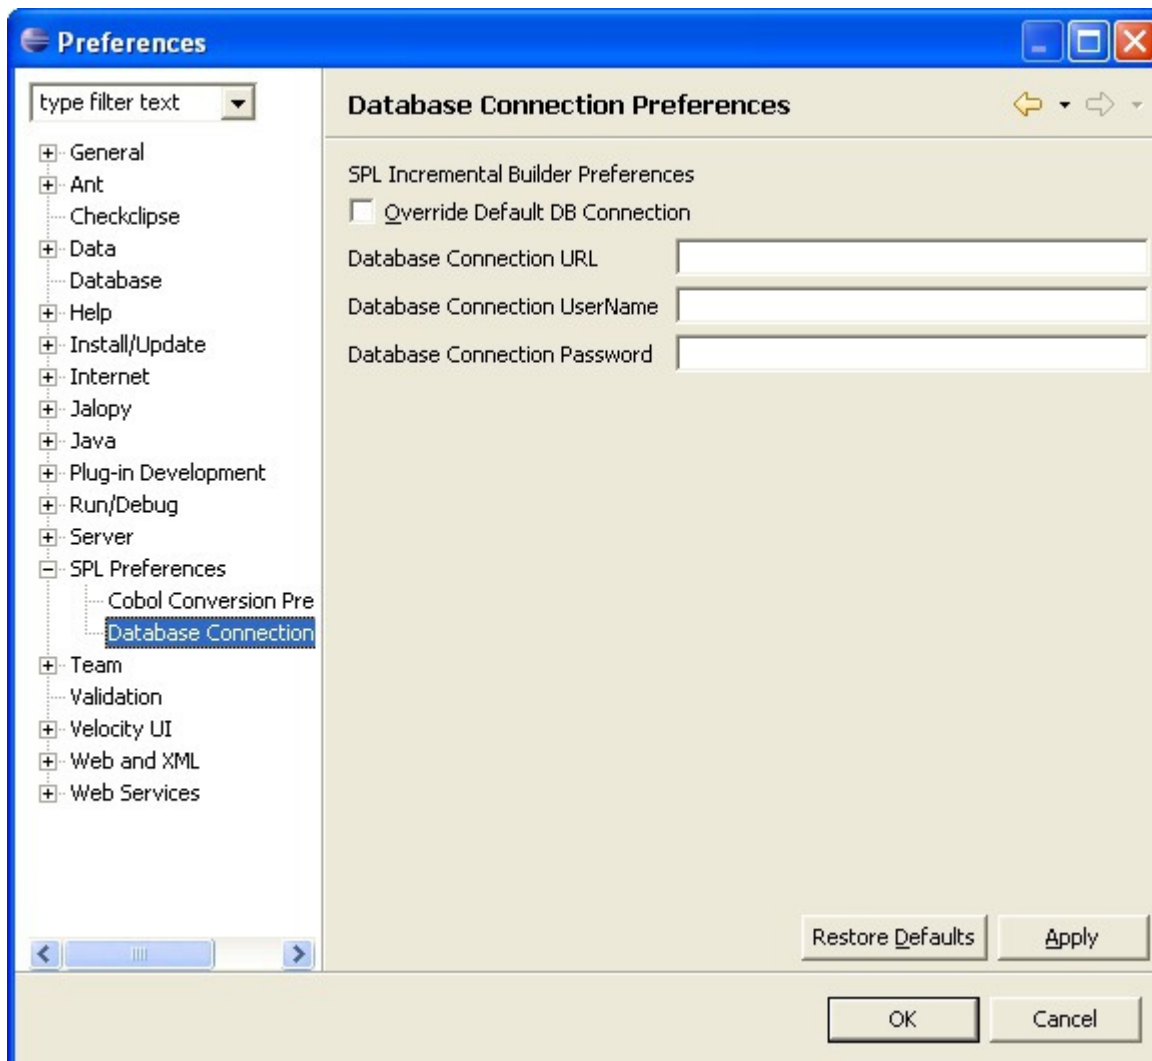 Preferences
type filter text
General
Ant
Checkclipse
Data
Database
Help
Install/Update
Internet
Jalopy
Java
Plug-in Development
Run/Debug
Server
SPL Preferences
Cobol Conversion Pre
Database Connection
Team
Validation
Velocity UI
Web and XML
Web Services
Database Connection Preferences
SPL Incremental Builder Preferences
Override Default DB Connection
Database Connection URL
Database Connection UserName
Database Connection Password
Restore Defaults
Apply
OK
Cancel